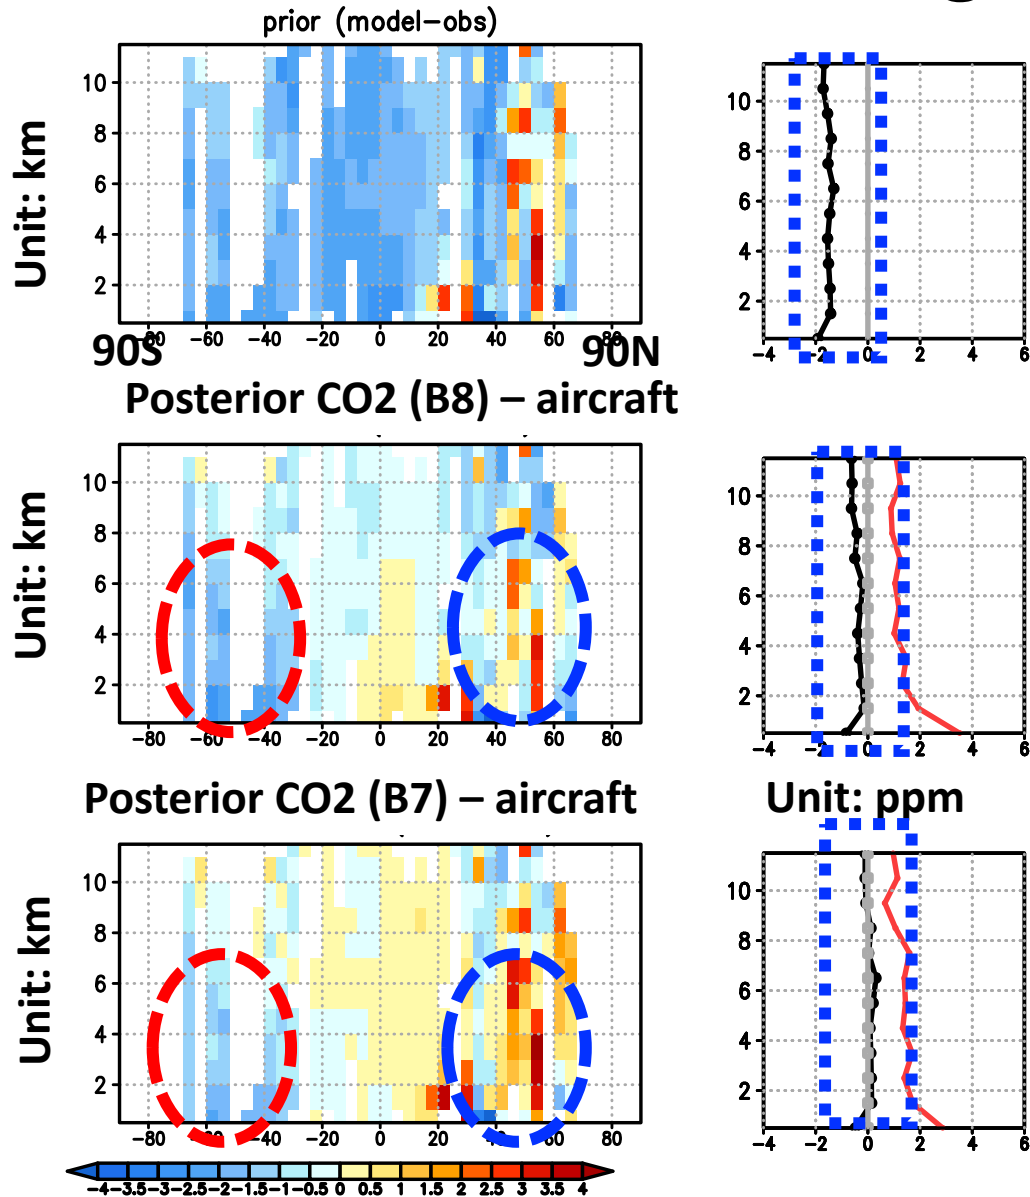 prior (model-obs)
Unit: km
10
8
6
4
2
-80 -60 -40 -20 0 20 40 60 80
90S 90N
10
8
6
4
2
-4 -2 0 2 4 6
Posterior CO2 (B8) – aircraft
Unit: km
10
8
6
4
2
-80 -60 -40 -20 0 20 40 60 80
10
8
6
4
2
-4 -2 0 2 4 6
Posterior CO2 (B7) – aircraft
Unit: ppm
Unit: km
10
8
6
4
2
-80 -60 -40 -20 0 20 40 60 80
10
8
6
4
2
-4 -2 0 2 4 6
-4 -3.5 -3 -2.5 -2 -1.5 -1 -0.5 0 0.5 1 1.5 2 2.5 3 3.5 4